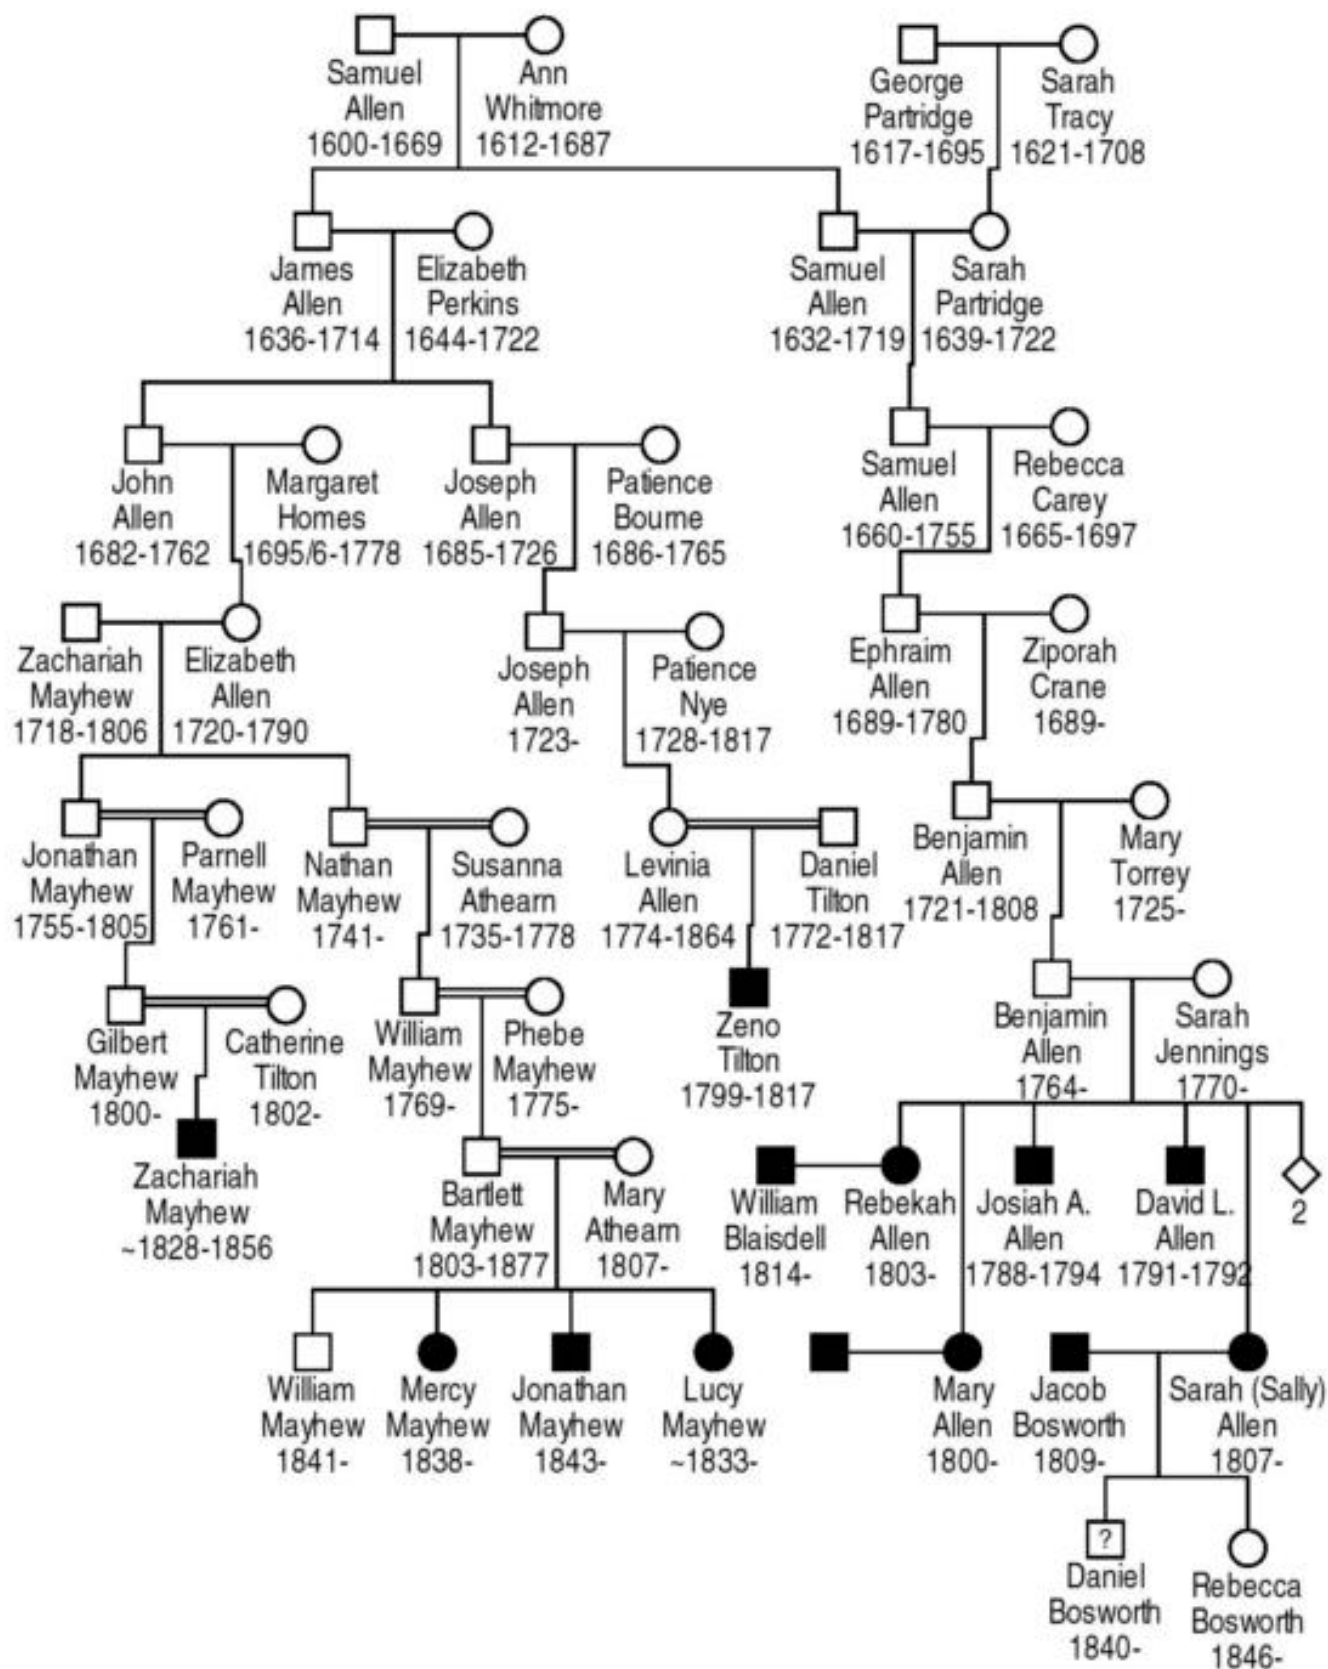 Samuel
Allen
1600-1669
Ann
Whitmore
1612-1687
George
Partridge
1617-1695
Sarah
Tracy
1621-1708
James
Allen
1636-1714
Elizabeth
Perkins
1644-1722
Samuel
Allen
1632-1719
Sarah
Partridge
1639-1722
John
Allen
1682-1762
Margaret
Homes
1695/6-1778
Joseph
Allen
1685-1726
Patience
Bourne
1686-1765
Samuel
Allen
1660-1755
Rebecca
Carey
1665-1697
Zachariah
Mayhew
1718-1806
Elizabeth
Allen
1720-1790
Joseph
Allen
1723-
Patience
Nye
1728-1817
Ephraim
Allen
1689-1780
Ziporah
Crane
1689-
Jonathan
Mayhew
1755-1805
Parnell
Mayhew
1761-
Nathan
Mayhew
1741-
Susanna
Athearn
1735-1778
Levinia
Allen
1774-1864
Daniel
Tilton
1772-1817
Benjamin
Allen
1721-1808
Mary
Torrey
1725-
Gilbert
Mayhew
1800-
Catherine
Tilton
1802-
William
Mayhew
1769-
Phebe
Mayhew
1775-
Zeno
Tilton
1799-1817
Benjamin
Allen
1764-
Sarah
Jennings
1770-
Zachariah
Mayhew
~1828-1856
Bartlett
Mayhew
1803-1877
Mary
Athearn
1807-
William
Blaisdell
1814-
Rebekah
Allen
1803-
Josiah A.
Allen
1788-1794
David L.
Allen
1791-1792
2
William
Mayhew
1841-
Mercy
Mayhew
1838-
Jonathan
Mayhew
1843-
Lucy
Mayhew
~1833-
Mary
Allen
1800-
Jacob
Bosworth
1809-
Sarah (Sally)
Allen
1807-
?
Daniel
Bosworth
1840-
Rebecca
Bosworth
1846-